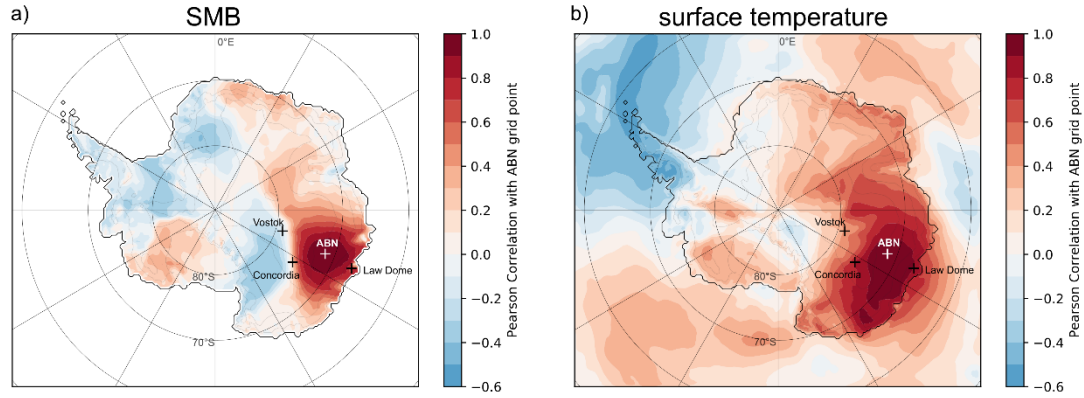 a)
SMB
0°E
Vostok
ABN
Concordia
Law Dome
80°S
70°S
1.0
0.8
0.6
0.4
0.2
0.0
−0.2
−0.4
−0.6
Pearson Correlation with ABN grid point
b)
surface temperature
0°E
Vostok
ABN
Concordia
Law Dome
80°S
70°S
1.0
0.8
0.6
0.4
0.2
0.0
−0.2
−0.4
−0.6
Pearson Correlation with ABN grid point